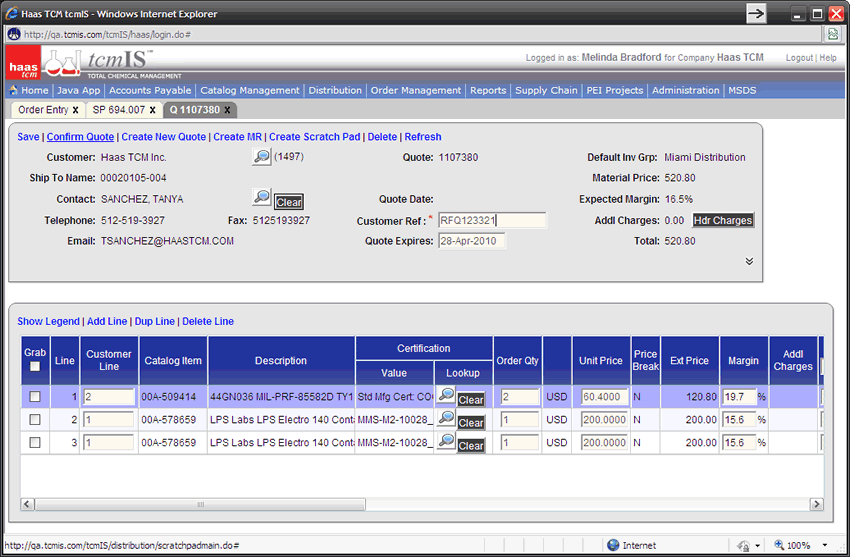 Haas TCM tcmIS - Windows Internet Explorer
http://qa.tcmis.com/tcmIS/haas/login.do#
haas tcm tcmIS™ TOTAL CHEMICAL MANAGEMENT
Logged in as: Melinda Bradford for Company Haas TCM Logout | Help
Home | Java App | Accounts Payable | Catalog Management | Distribution | Order Management | Reports | Supply Chain | PEI Projects | Administration | MSDS
Order Entry x SP 694.007 x Q 1107380 x
Save | Confirm Quote | Create New Quote | Create MR | Create Scratch Pad | Delete | Refresh
Customer: Haas TCM Inc. (1497) Quote: 1107380 Default Inv Grp: Miami Distribution
Ship To Name: 00020105-004 Material Price: 520.80
Contact: SANCHEZ, TANYA Clear Quote Date: Expected Margin: 16.5%
Telephone: 512-519-3927 Fax: 5125193927 Customer Ref : * RFQ123321 Addl Charges: 0.00 Hdr Charges
Email: TSANCHEZ@HAASTCM.COM Quote Expires: 28-Apr-2010 Total: 520.80
Show Legend | Add Line | Dup Line | Delete Line
Grab Line Customer Line Catalog Item Description Certification Value Lookup Order Qty Unit Price Price Break Ext Price Margin Addl Charges
1 2 00A-509414 44GN036 MIL-PRF-85582D TY1 Std Mfg Cert: CO Clear 2 USD 60.4000 N 120.80 19.7 %
2 1 00A-578659 LPS Labs LPS Electro 140 Conta MMS-M2-10028_ Clear 1 USD 200.0000 N 200.00 15.6 %
3 1 00A-578659 LPS Labs LPS Electro 140 Conta MMS-M2-10028_ Clear 1 USD 200.0000 N 200.00 15.6 %
http://qa.tcmis.com/tcmIS/distribution/scratchpadmain.do# Internet 100%